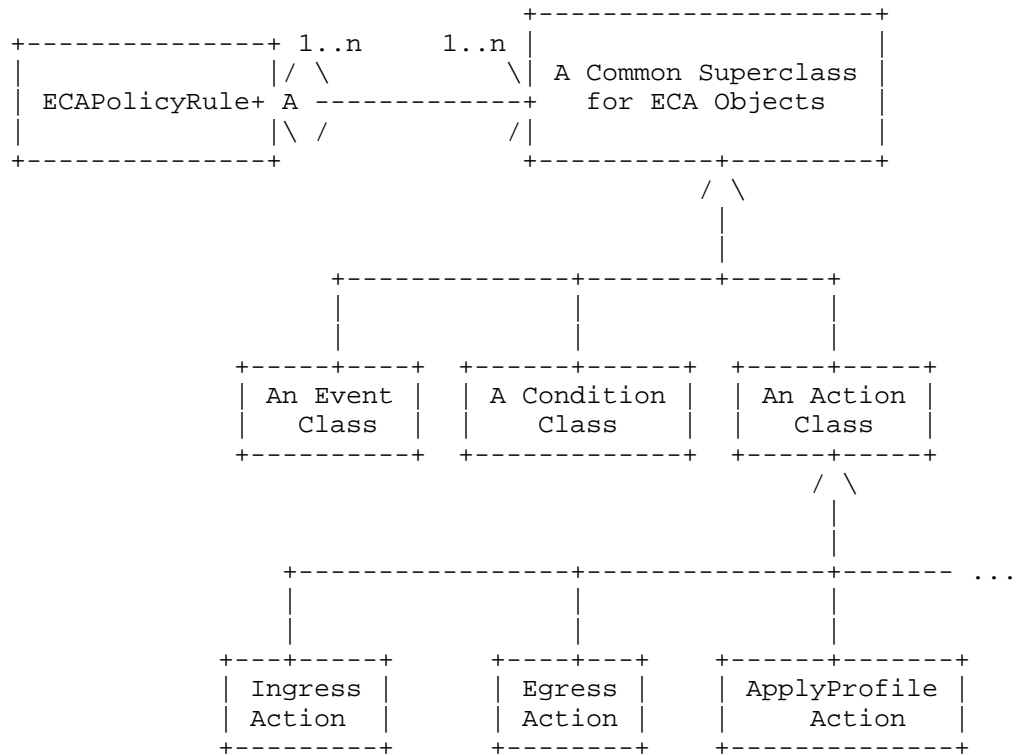 1..n 1..n
A Common Superclass
ECAPolicyRule A for ECA Objects
An Event A Condition An Action
Class Class Class
...
Ingress Egress ApplyProfile
Action Action Action